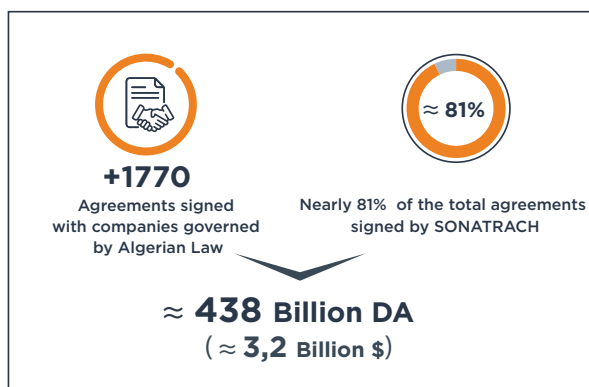 ≈ 81%
+1770
Agreements signed
with companies governed
by Algerian Law
Nearly 81% of the total agreements
signed by SONATRACH
≈ 438 Billion DA
(≈ 3,2 Billion $)